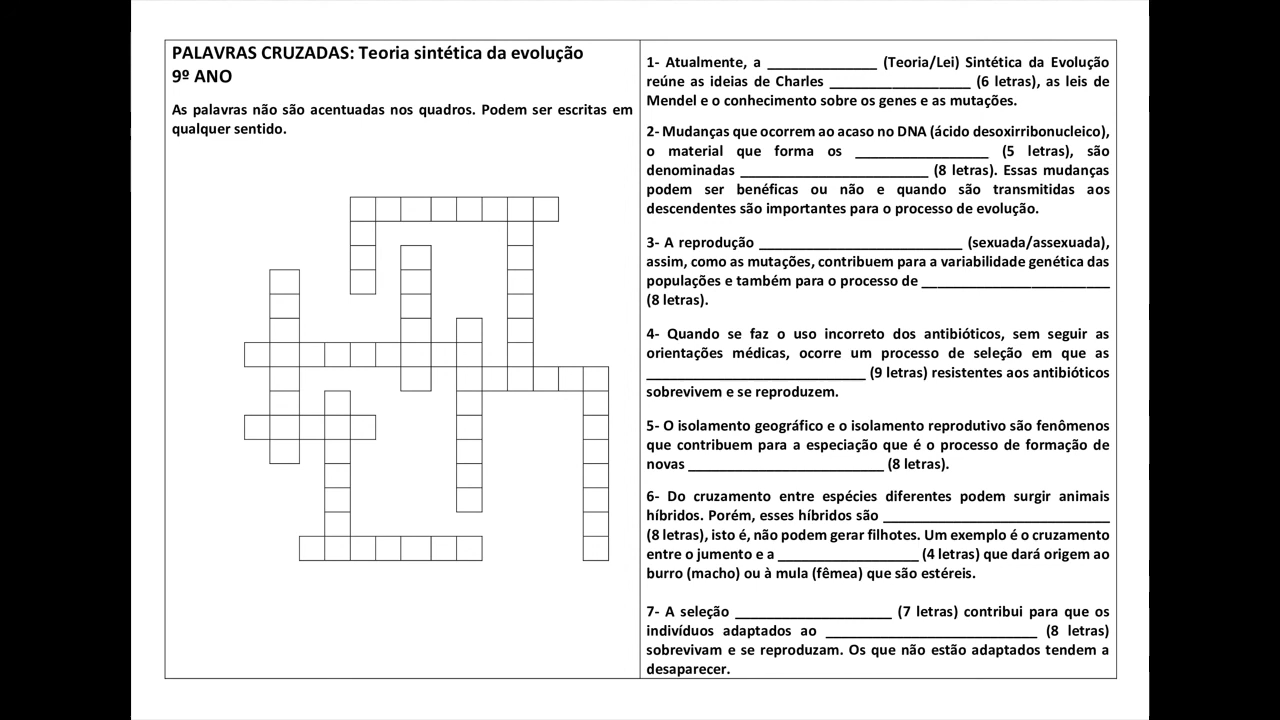 PALAVRAS CRUZADAS: Teoria sintética da evolução
9º ANO
As palavras não são acentuadas nos quadros. Podem ser escritas em
qualquer sentido.
1- Atualmente, a ______________ (Teoria/Lei) Sintética da Evolução
reúne as ideias de Charles __________________ (6 letras), as leis de
Mendel e o conhecimento sobre os genes e as mutações.
2- Mudanças que ocorrem ao acaso no DNA (ácido desoxirribonucleico),
o material que forma os _________________ (5 letras), são
denominadas ________________________ (8 letras). Essas mudanças
podem ser benéficas ou não e quando são transmitidas aos
descendentes são importantes para o processo de evolução.
3- A reprodução __________________________ (sexuada/assexuada),
assim, como as mutações, contribuem para a variabilidade genética das
populações e também para o processo de ________________________
(8 letras).
4- Quando se faz o uso incorreto dos antibióticos, sem seguir as
orientações médicas, ocorre um processo de seleção em que as
____________________________ (9 letras) resistentes aos antibióticos
sobrevivem e se reproduzem.
5- O isolamento geográfico e o isolamento reprodutivo são fenômenos
que contribuem para a especiação que é o processo de formação de
novas _________________________ (8 letras).
6- Do cruzamento entre espécies diferentes podem surgir animais
híbridos. Porém, esses híbridos são _____________________________
(8 letras), isto é, não podem gerar filhotes. Um exemplo é o cruzamento
entre o jumento e a __________________ (4 letras) que dará origem ao
burro (macho) ou à mula (fêmea) que são estéreis.
7- A seleção ____________________ (7 letras) contribui para que os
indivíduos adaptados ao ___________________________ (8 letras)
sobrevivam e se reproduzam. Os que não estão adaptados tendem a
desaparecer.